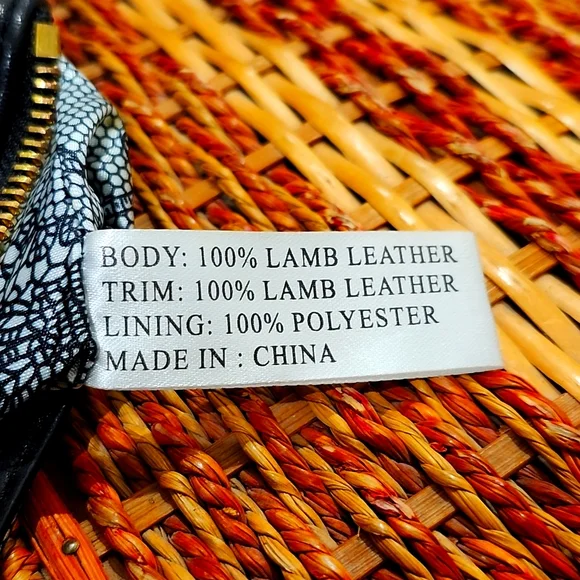 BODY: 100% LAMB LEATHER
TRIM: 100% LAMB LEATHER
LINING: 100% POLYESTER
MADE IN : CHINA